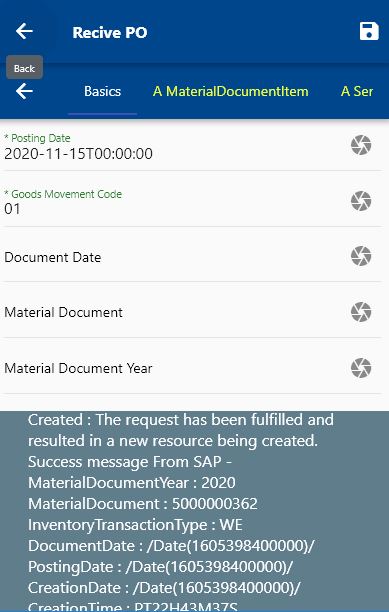 Recive PO
Back
Basics
A MaterialDocumentItem
A Ser
* Posting Date
2020-11-15T00:00:00
* Goods Movement Code
01
Document Date
Material Document
Material Document Year
Created : The request has been fulfilled and
resulted in a new resource being created.
Success message From SAP -
MaterialDocumentYear : 2020
MaterialDocument : 5000000362
InventoryTransactionType : WE
DocumentDate : /Date(1605398400000)/
PostingDate : /Date(1605398400000)/
CreationDate : /Date(1605398400000)/
CreationTime : PT22H43M37S